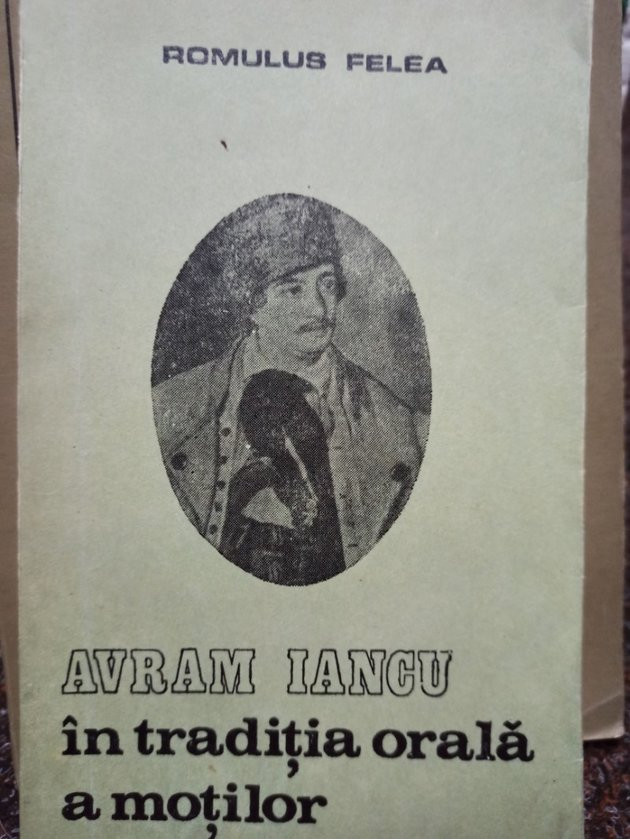 ROMULUS FELEA
AVRAM IANCU
în tradiția orală
a moților